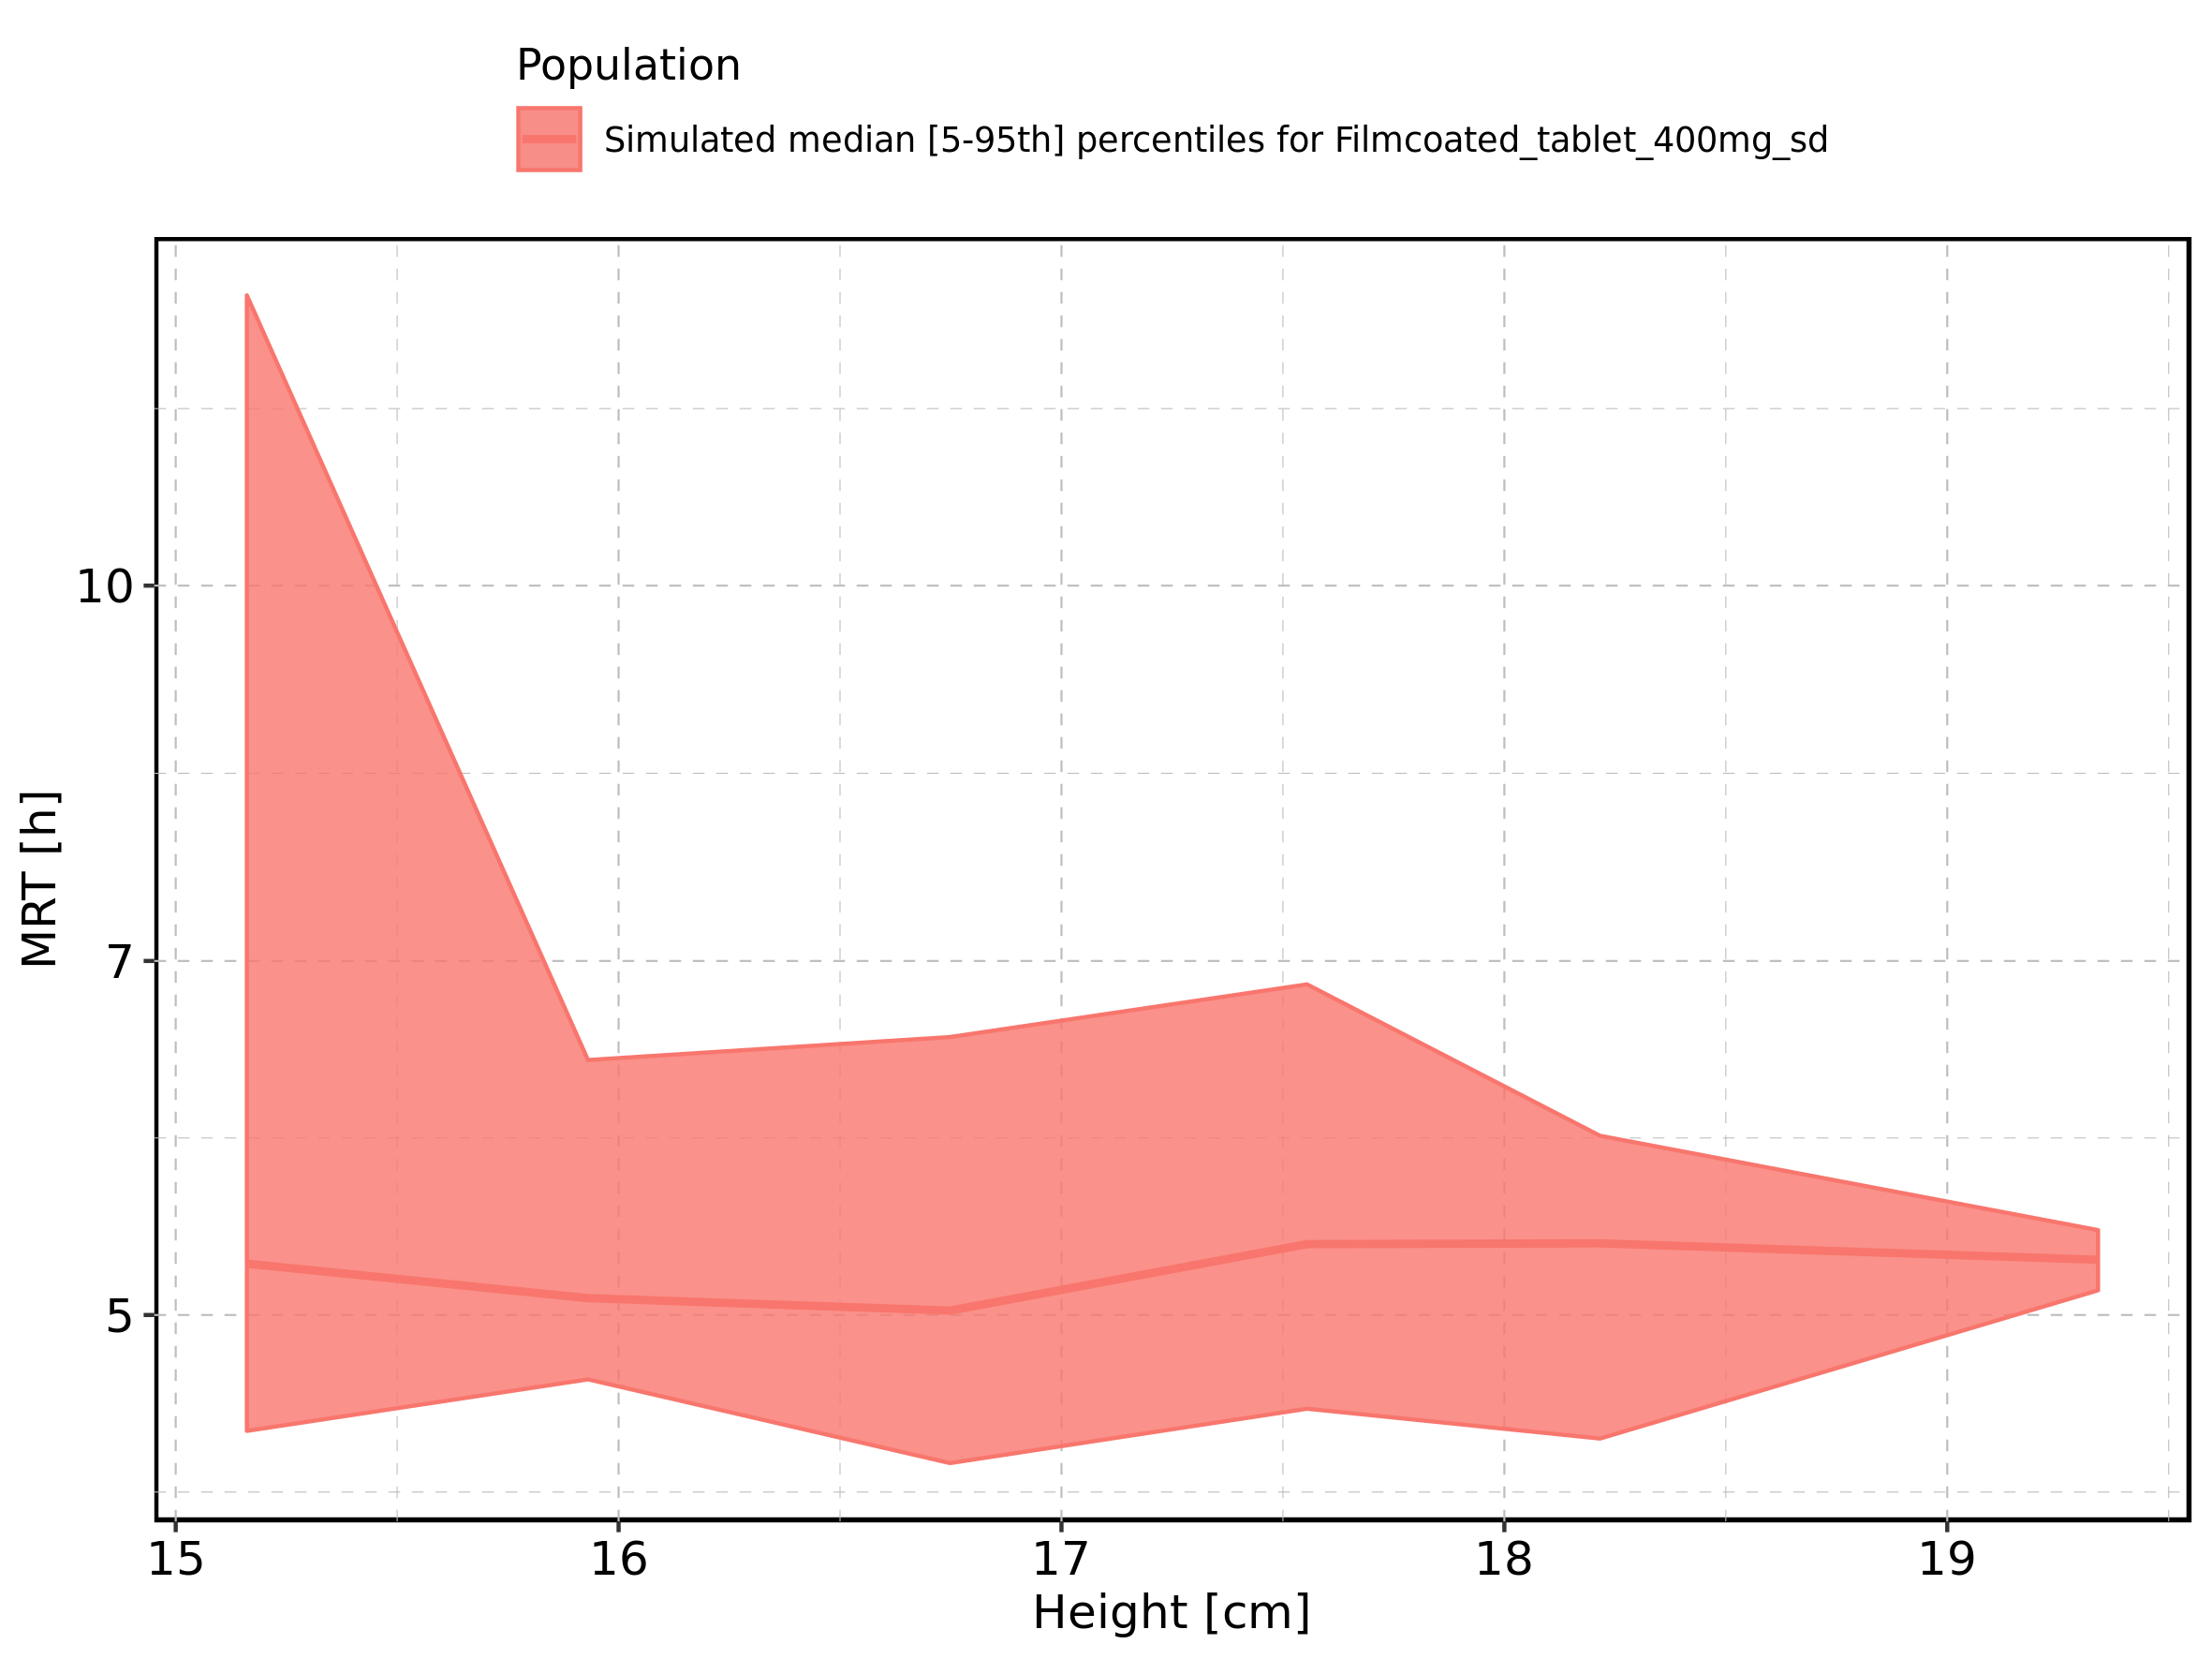 Population
Simulated median [5-95th] percentiles for Filmcoated_tablet_400mg_sd
MRT [h]
10
7
5
15 16 17 18 19
Height [cm]